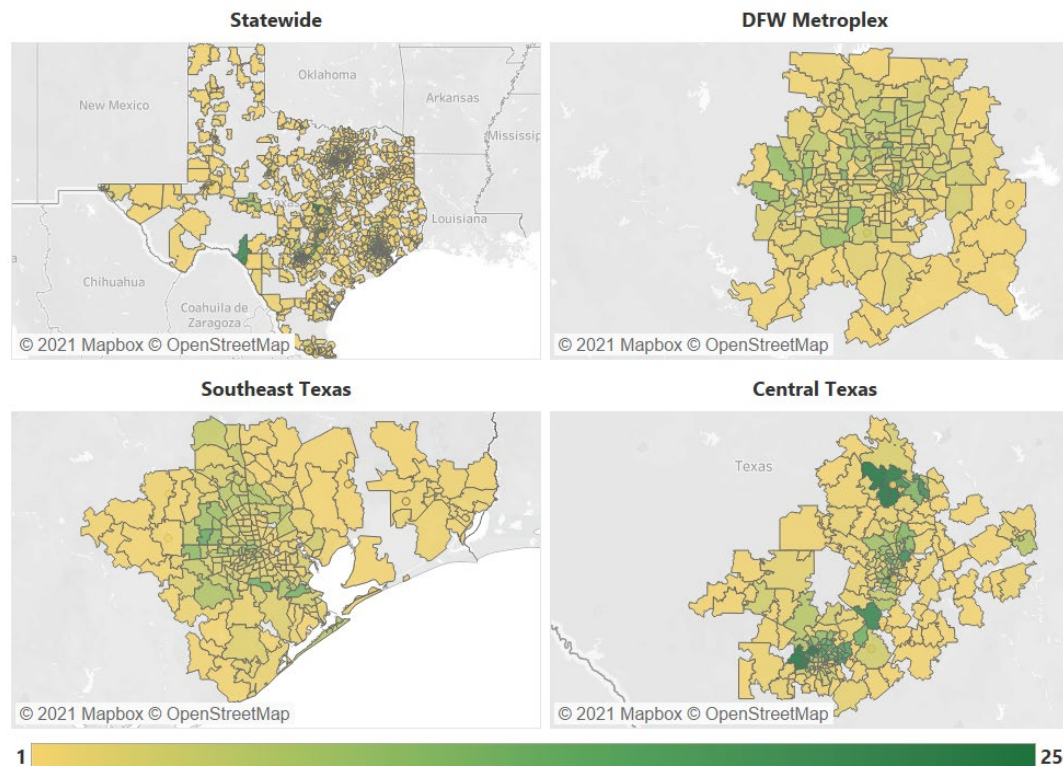 Statewide
DFW Metroplex
Oklahoma
New Mexico
Arkansas
Mississip
Texas
Louisiana
a
Chihuahua
Coahuila de
Zaragoza
© 2021 Mapbox © OpenStreetMap
© 2021 Mapbox © OpenStreetMap
Southeast Texas
Central Texas
Texas
© 2021 Mapbox © OpenStreetMap
© 2021 Mapbox © OpenStreetMap
1
25